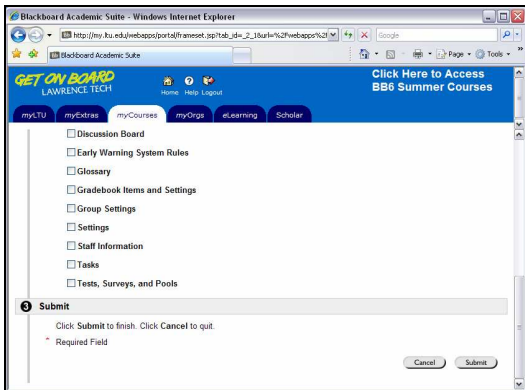 Blackboard Academic Suite - Windows Internet Explorer
http://my.ltu.edu/webapps/portal/frameset.jsp?tab_id=_2_1&url=%2Fwebapps%2f
Google
Blackboard Academic Suite
Page
Tools
GET ON BOARD
LAWRENCE TECH
Home Help Logout
Click Here to Access
BB6 Summer Courses
myLTU myExtras myCourses myOrgs eLearning Scholar
Discussion Board
Early Warning System Rules
Glossary
Gradebook Items and Settings
Group Settings
Settings
Staff Information
Tasks
Tests, Surveys, and Pools
3 Submit
Click Submit to finish. Click Cancel to quit.
* Required Field
Cancel Submit